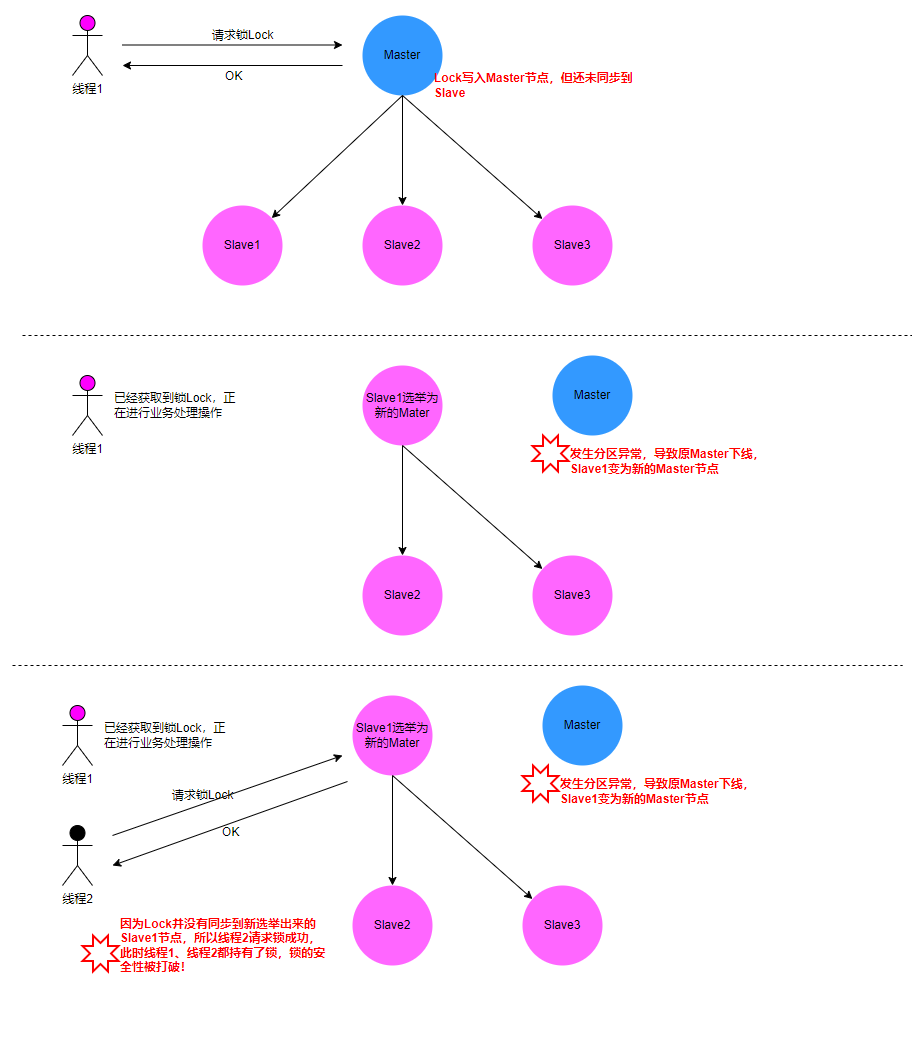 请求锁Lock
Master
OK
Lock写入Master节点，但还未同步到
Slave
线程1
Slave1
Slave2
Slave3
已经获取到锁Lock，正
在进行业务处理操作
线程1
Slave1选举为
新的Mater
Master
发生分区异常，导致原Master下线，
Slave1变为新的Master节点
Slave2
Slave3
已经获取到锁Lock，正
在进行业务处理操作
线程1
Slave1选举为
新的Mater
Master
发生分区异常，导致原Master下线，
Slave1变为新的Master节点
请求锁Lock
OK
线程2
因为Lock并没有同步到新选举出来的
Slave1节点，所以线程2请求锁成功，
此时线程1、线程2都持有了锁，锁的安
全性被打破！
Slave2
Slave3